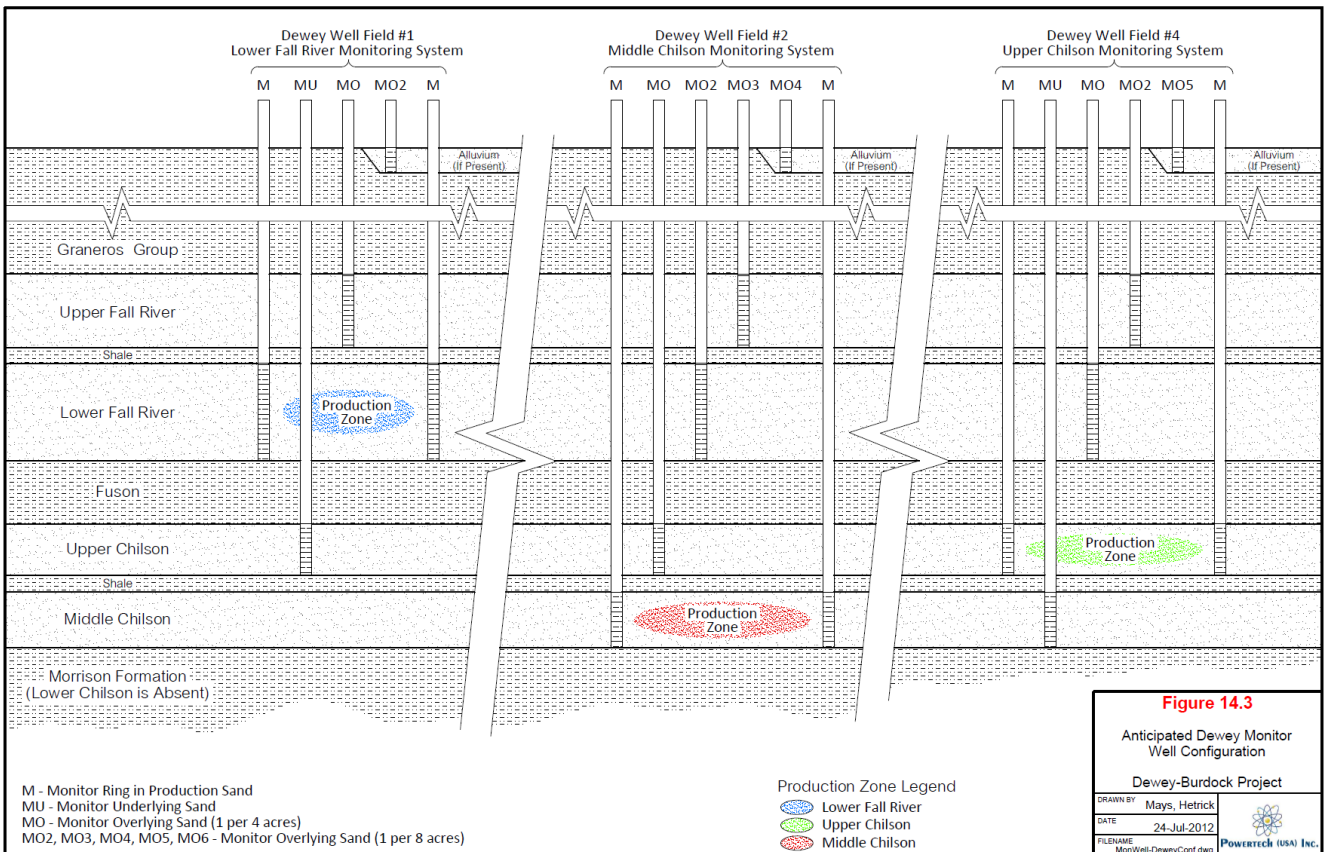 Dewey Well Field #1
Lower Fall River Monitoring System
M MU MO MO2 M
Dewey Well Field #2
Middle Chilson Monitoring System
M MO MO2 MO3 MO4 M
Dewey Well Field #4
Upper Chilson Monitoring System
M MU MO MO2 MO5 M
Alluvium
(If Present)
Alluvium
(If Present)
Alluvium
(If Present)
Graneros Group
Upper Fall River
Shale
Lower Fall River
Production
Zone
Fuson
Upper Chilson
Production
Zone
Shale
Middle Chilson
Production
Zone
Morrison Formation
(Lower Chilson is Absent)
M - Monitor Ring in Production Sand
MU - Monitor Underlying Sand
MO - Monitor Overlying Sand (1 per 4 acres)
MO2, MO3, MO4, MO5, MO6 - Monitor Overlying Sand (1 per 8 acres)
Production Zone Legend
Lower Fall River
Upper Chilson
Middle Chilson
Figure 14.3
Anticipated Dewey Monitor
Well Configuration
Dewey-Burdock Project
DRAWN BY Mays, Hetrick
DATE 24-Jul-2012
FILENAME MonWell-DeweyConf.dwg
POWERTECH (USA) INC.